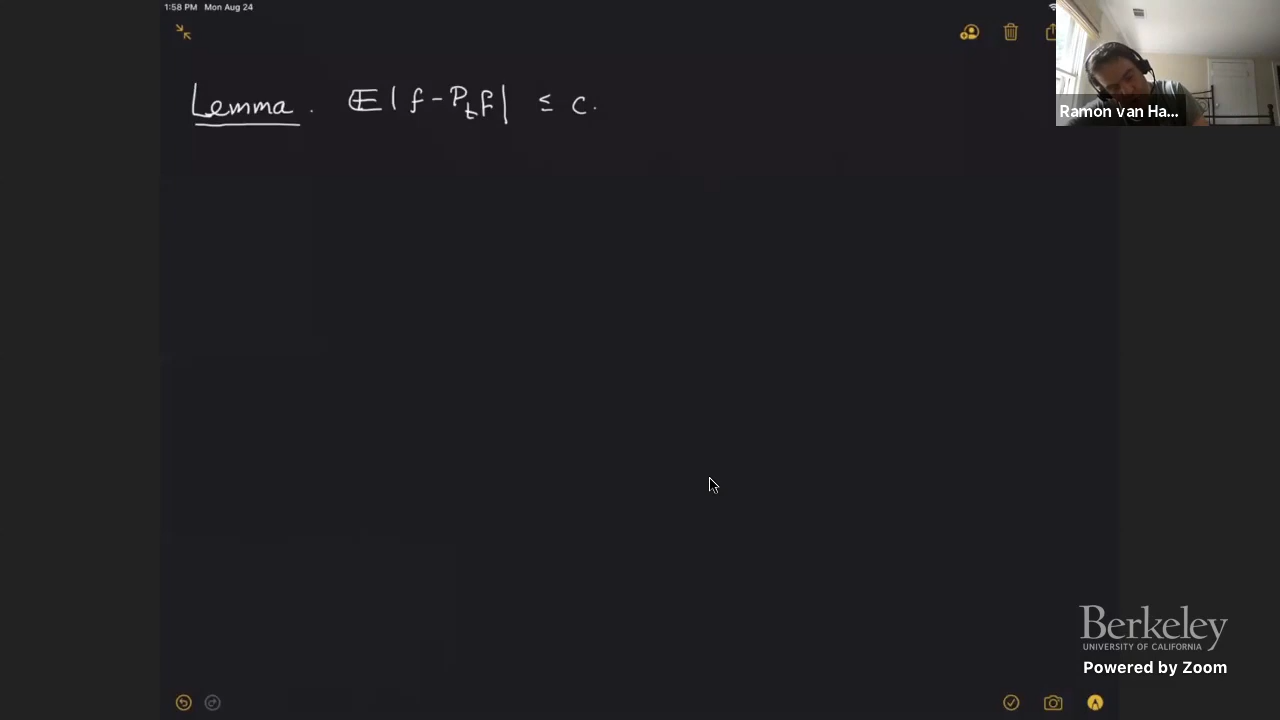 1:58 PM Mon Aug 24
Ramon van Ha...
Lemma. 𝔼 | f - P_t f | ≤ c.
Berkeley
UNIVERSITY OF CALIFORNIA
Powered by Zoom